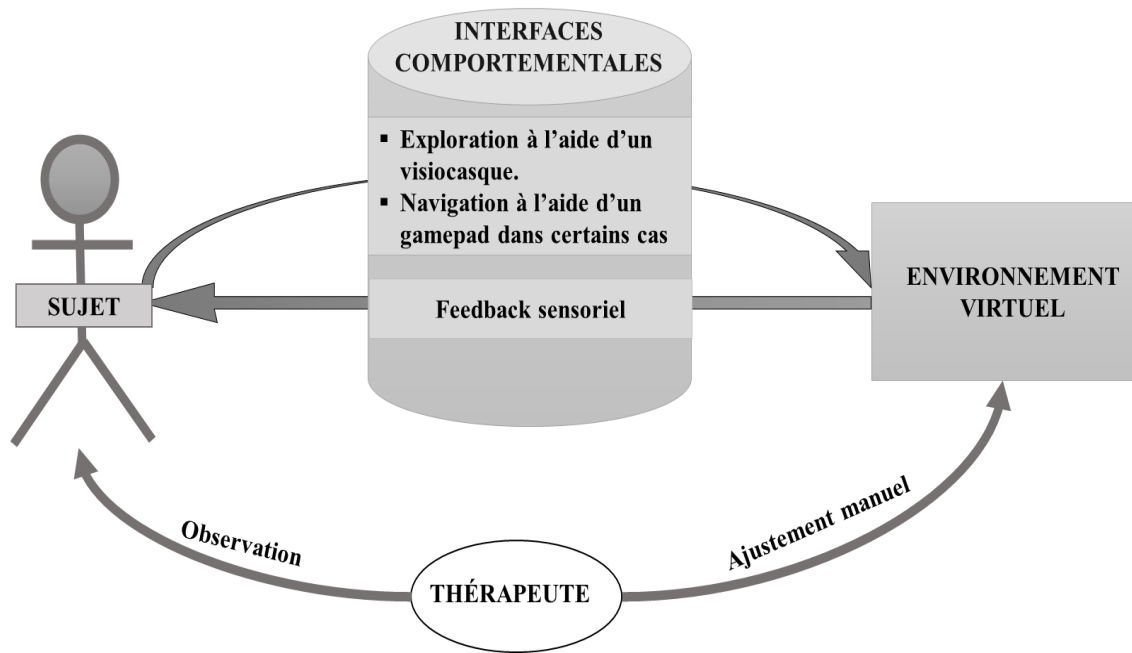 INTERFACES
COMPORTEMENTALES
▪ Exploration à l’aide d’un
visiocasque.
▪ Navigation à l’aide d’un
gamepad dans certains cas
SUJET
Feedback sensoriel
ENVIRONNEMENT
VIRTUEL
Observation
Ajustement manuel
THÉRAPEUTE